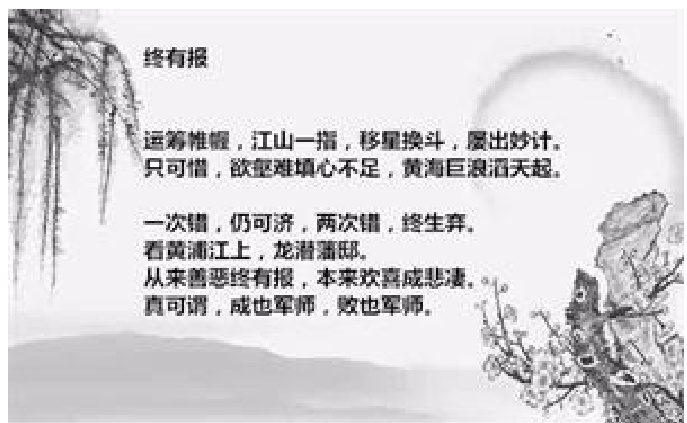 终有报
运筹帷幄，江山一指，移星换斗，屡出妙计。
只可惜，欲壑难填心不足，黄海巨浪滔天起。
一次错，仍可济，两次错，终生弃。
看黄浦江上，龙潜藩邸。
从来善恶终有报，本来欢喜成悲凄。
真可谓，成也军师，败也军师。